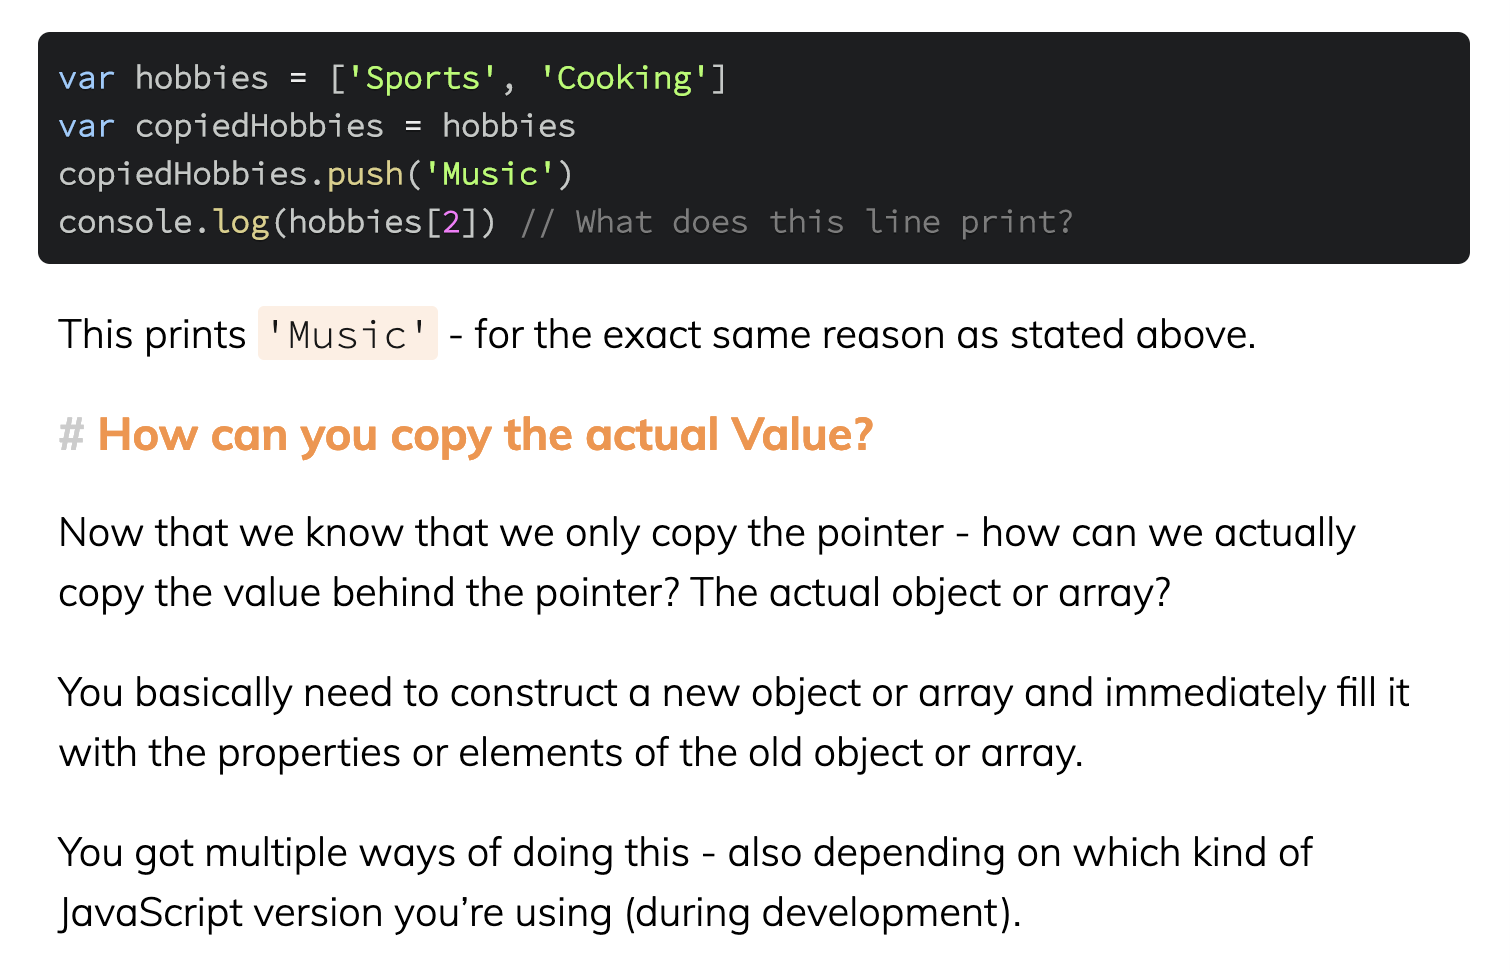 var hobbies = ['Sports', 'Cooking']
var copiedHobbies = hobbies
copiedHobbies.push('Music')
console.log(hobbies[2]) // What does this line print?
This prints 'Music' - for the exact same reason as stated above.
# How can you copy the actual Value?
Now that we know that we only copy the pointer - how can we actually
copy the value behind the pointer? The actual object or array?
You basically need to construct a new object or array and immediately fill it
with the properties or elements of the old object or array.
You got multiple ways of doing this - also depending on which kind of
JavaScript version you’re using (during development).